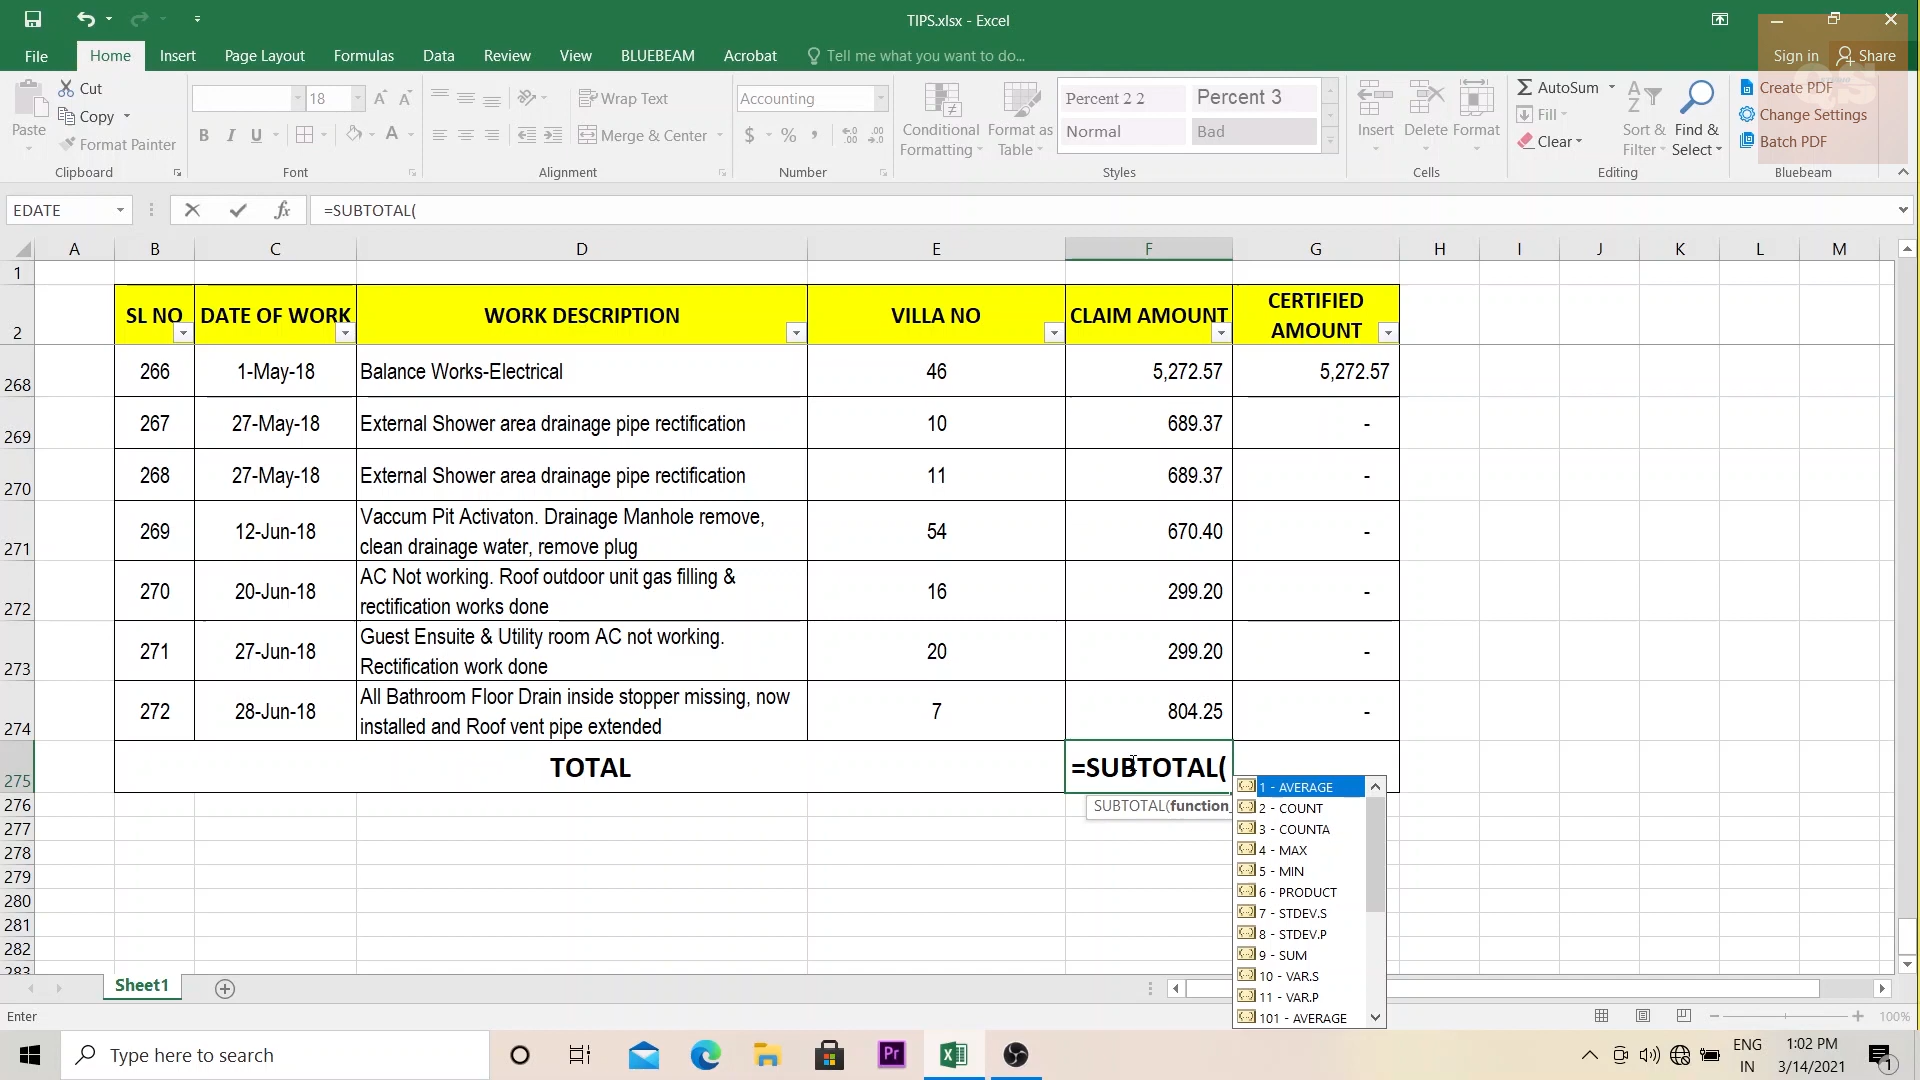 TIPS.xlsx - Excel
File Home Insert Page Layout Formulas Data Review View BLUEBEAM Acrobat Tell me what you want to do... Sign in Share
Paste
Cut
Copy
Format Painter
Clipboard
18
B I U
Font
Wrap Text
Merge & Center
Alignment
Accounting
$ % ,
Number
Conditional Formatting
Format as Table
Percent 2 2 Percent 3
Normal Bad
Styles
Insert Delete Format
Cells
AutoSum
Fill
Clear
Sort & Filter
Find & Select
Editing
Create PDF
Change Settings
Batch PDF
Bluebeam
EDATE fx =SUBTOTAL(
A B C D E F G H I J K L M
1
2 SL NO DATE OF WORK WORK DESCRIPTION VILLA NO CLAIM AMOUNT CERTIFIED AMOUNT
268 266 1-May-18 Balance Works-Electrical 46 5,272.57 5,272.57
269 267 27-May-18 External Shower area drainage pipe rectification 10 689.37 -
270 268 27-May-18 External Shower area drainage pipe rectification 11 689.37 -
271 269 12-Jun-18 Vaccum Pit Activaton. Drainage Manhole remove, clean drainage water, remove plug 54 670.40 -
272 270 20-Jun-18 AC Not working. Roof outdoor unit gas filling & rectification works done 16 299.20 -
273 271 27-Jun-18 Guest Ensuite & Utility room AC not working. Rectification work done 20 299.20 -
274 272 28-Jun-18 All Bathroom Floor Drain inside stopper missing, now installed and Roof vent pipe extended 7 804.25 -
275 TOTAL =SUBTOTAL(
SUBTOTAL(function_
1 - AVERAGE
2 - COUNT
3 - COUNTA
4 - MAX
5 - MIN
6 - PRODUCT
7 - STDEV.S
8 - STDEV.P
9 - SUM
10 - VAR.S
11 - VAR.P
101 - AVERAGE
276
277
278
279
280
281
282
283
Sheet1
Enter
100%
Type here to search
Pr
ENG
IN
1:02 PM
3/14/2021
1